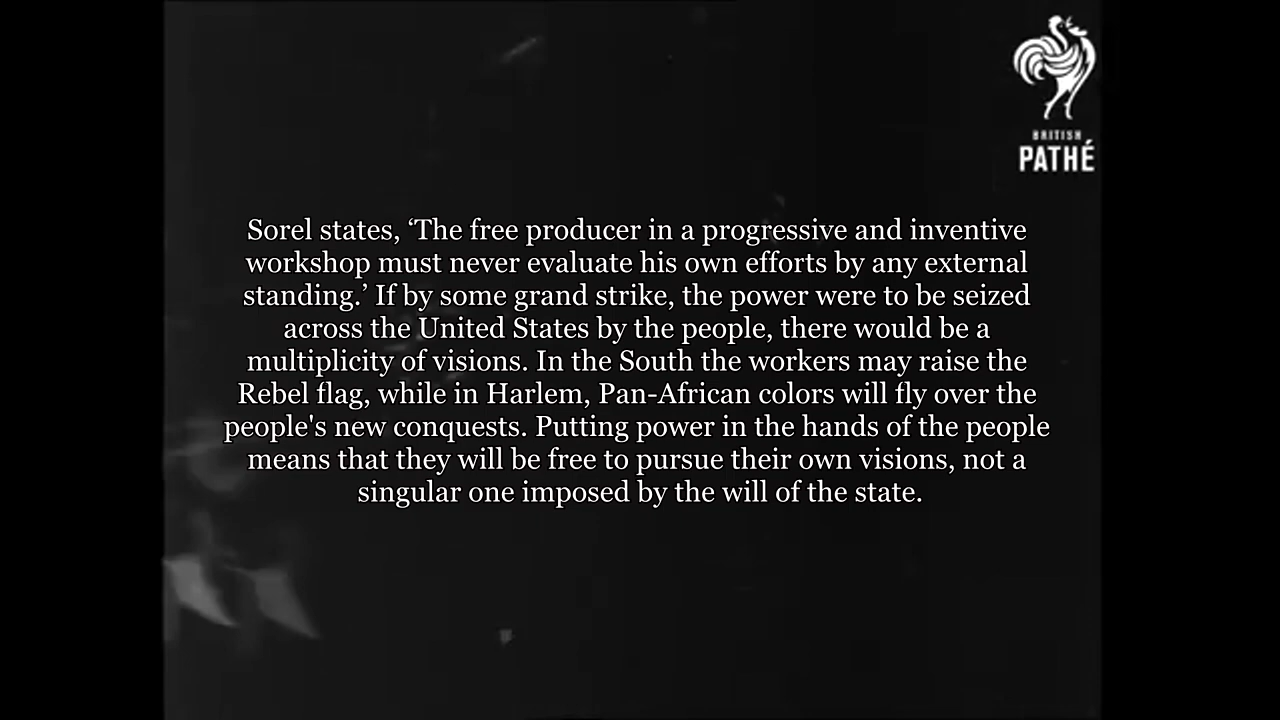 BRITISH
PATHÉ
Sorel states, ‘The free producer in a progressive and inventive
workshop must never evaluate his own efforts by any external
standing.’ If by some grand strike, the power were to be seized
across the United States by the people, there would be a
multiplicity of visions. In the South the workers may raise the
Rebel flag, while in Harlem, Pan-African colors will fly over the
people's new conquests. Putting power in the hands of the people
means that they will be free to pursue their own visions, not a
singular one imposed by the will of the state.